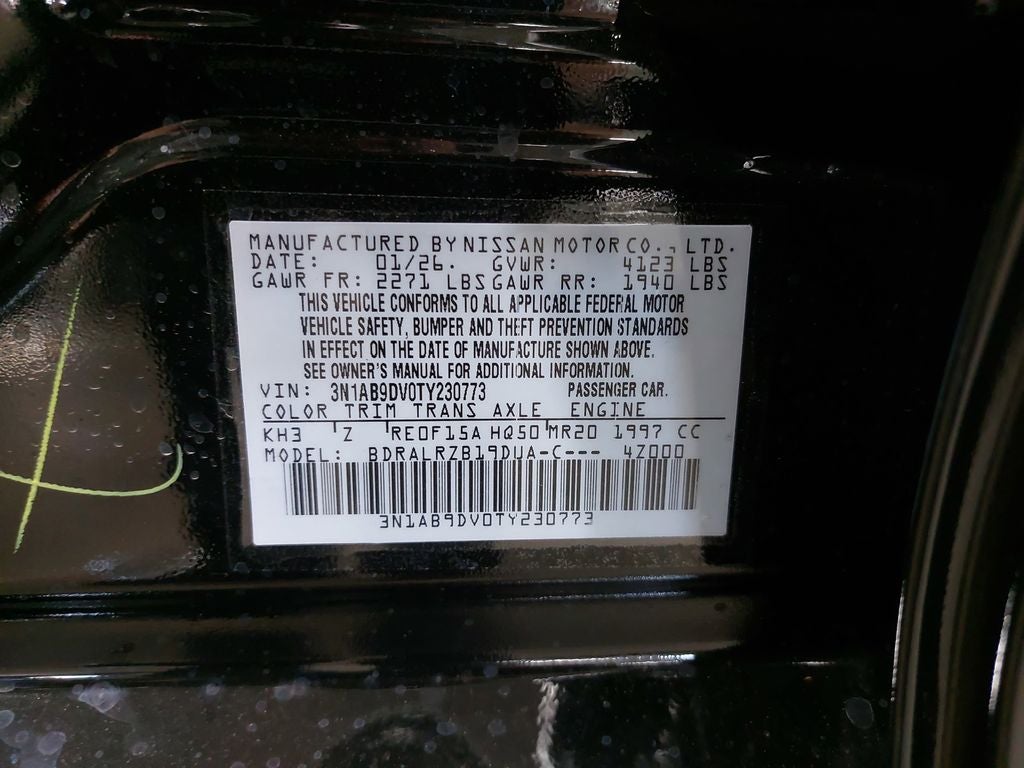 MANUFACTURED BY NISSAN MOTOR CO., LTD.
DATE: 01/26. GVWR: 4123 LBS
GAWR FR: 2271 LBS GAWR RR: 1940 LBS
THIS VEHICLE CONFORMS TO ALL APPLICABLE FEDERAL MOTOR
VEHICLE SAFETY, BUMPER AND THEFT PREVENTION STANDARDS
IN EFFECT ON THE DATE OF MANUFACTURE SHOWN ABOVE.
SEE OWNER'S MANUAL FOR ADDITIONAL INFORMATION.
VIN: 3N1AB9DV0TY230773 PASSENGER CAR.
COLOR TRIM TRANS AXLE ENGINE
KH3 'Z 'RE0F15A HQ50'MR20 1997 CC
MODEL: BDRALRZB19DUA-C--- 4Z000
3N1AB9DV0TY230773